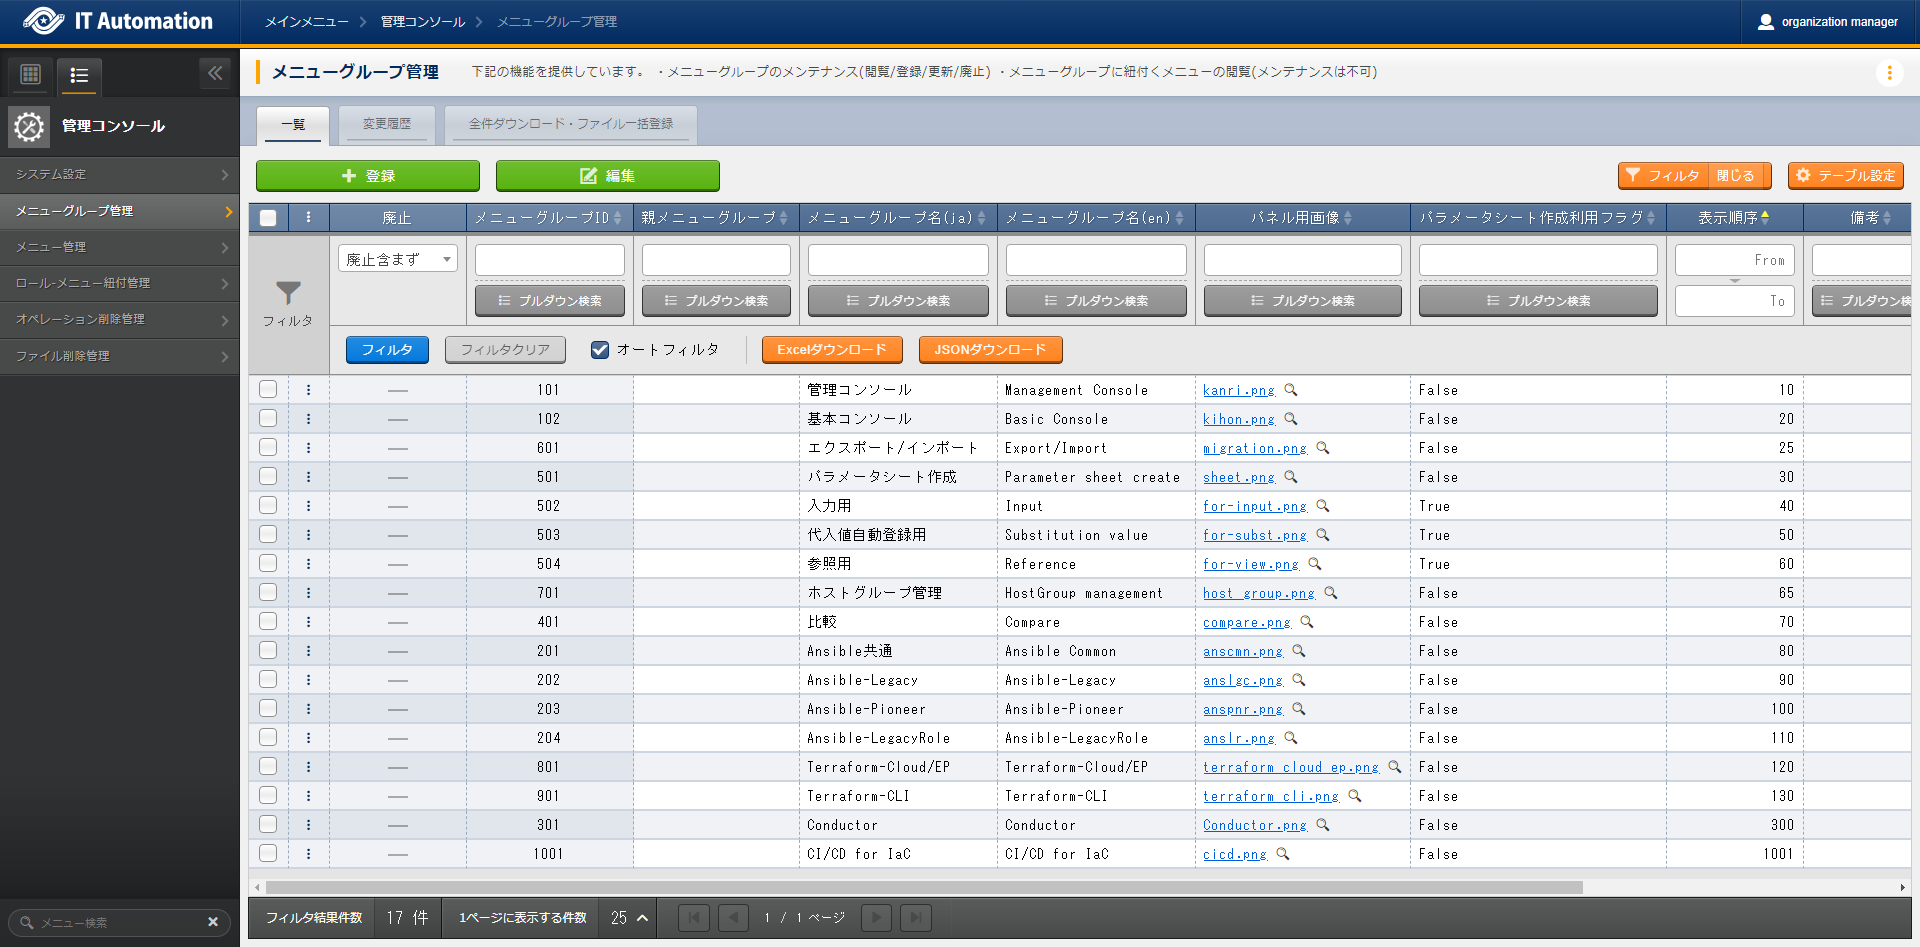 IT Automation
メインメニュー > 管理コンソール > メニューグループ管理
organization manager
メニューグループ管理 下記の機能を提供しています。 ・メニューグループのメンテナンス(閲覧/登録/更新/廃止) ・メニューグループに紐付くメニューの閲覧(メンテナンスは不可)
管理コンソール
システム設定
メニューグループ管理
メニュー管理
ロール-メニュー紐付管理
オペレーション削除管理
ファイル削除管理
メニュー検索
一覧 変更履歴 全件ダウンロード・ファイル一括登録
登録 編集 フィルタ 閉じる テーブル設定
廃止 メニューグループID 親メニューグループ メニューグループ名(ja) メニューグループ名(en) パネル用画像 パラメータシート作成利用フラグ 表示順序 備考
フィルタ
廃止含まず From
プルダウン検索 プルダウン検索 プルダウン検索 プルダウン検索 プルダウン検索 プルダウン検索 To プルダウン検
フィルタ フィルタクリア オートフィルタ Excelダウンロード JSONダウンロード
101 管理コンソール Management Console kanri.png False 10
102 基本コンソール Basic Console kihon.png False 20
601 エクスポート/インポート Export/Import migration.png False 25
501 パラメータシート作成 Parameter sheet create sheet.png False 30
502 入力用 Input for-input.png True 40
503 代入値自動登録用 Substitution value for-subst.png True 50
504 参照用 Reference for-view.png True 60
701 ホストグループ管理 HostGroup management host_group.png False 65
401 比較 Compare compare.png False 70
201 Ansible共通 Ansible Common anscmn.png False 80
202 Ansible-Legacy Ansible-Legacy anslgc.png False 90
203 Ansible-Pioneer Ansible-Pioneer anspnr.png False 100
204 Ansible-LegacyRole Ansible-LegacyRole anslr.png False 110
801 Terraform-Cloud/EP Terraform-Cloud/EP terraform_cloud_ep.png False 120
901 Terraform-CLI Terraform-CLI terraform_cli.png False 130
301 Conductor Conductor Conductor.png False 300
1001 CI/CD for IaC CI/CD for IaC cicd.png False 1001
フィルタ結果件数 17 件 1ページに表示する件数 25 1 / 1 ページ